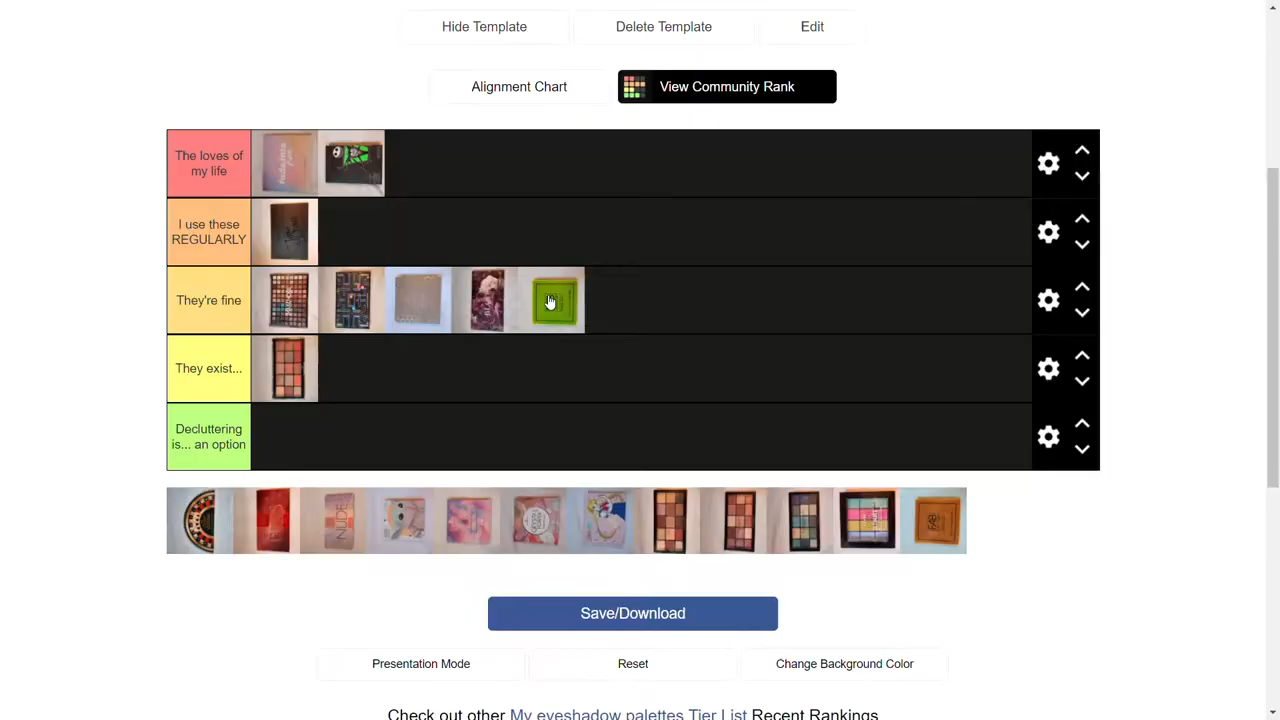 Hide Template
Delete Template
Edit
Alignment Chart
View Community Rank
The loves of
my life
I use these
REGULARLY
They're fine
They exist...
Decluttering
is... an option
NUDE
FAB
Save/Download
Presentation Mode
Reset
Change Background Color
Check out other My eyeshadow palettes Tier List Recent Rankings